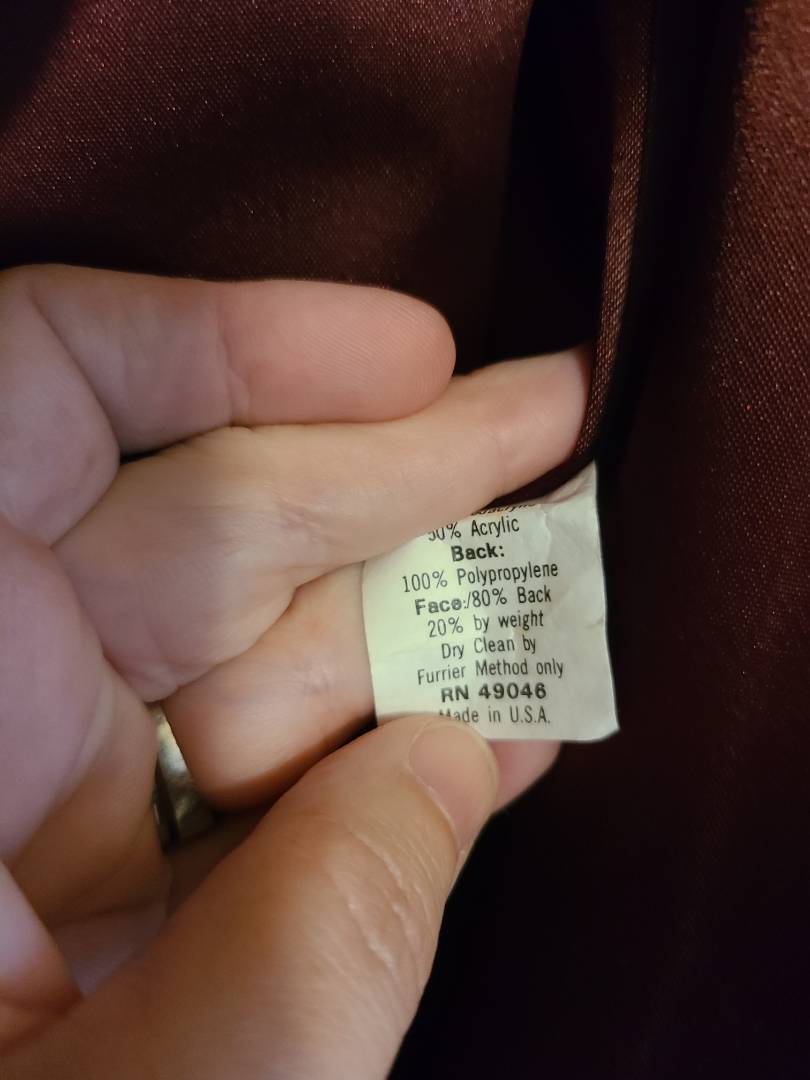 50% Acrylic
Back:
100% Polypropylene
Face:/80% Back
20% by weight
Dry Clean by
Furrier Method only
RN 49046
Made in U.S.A.